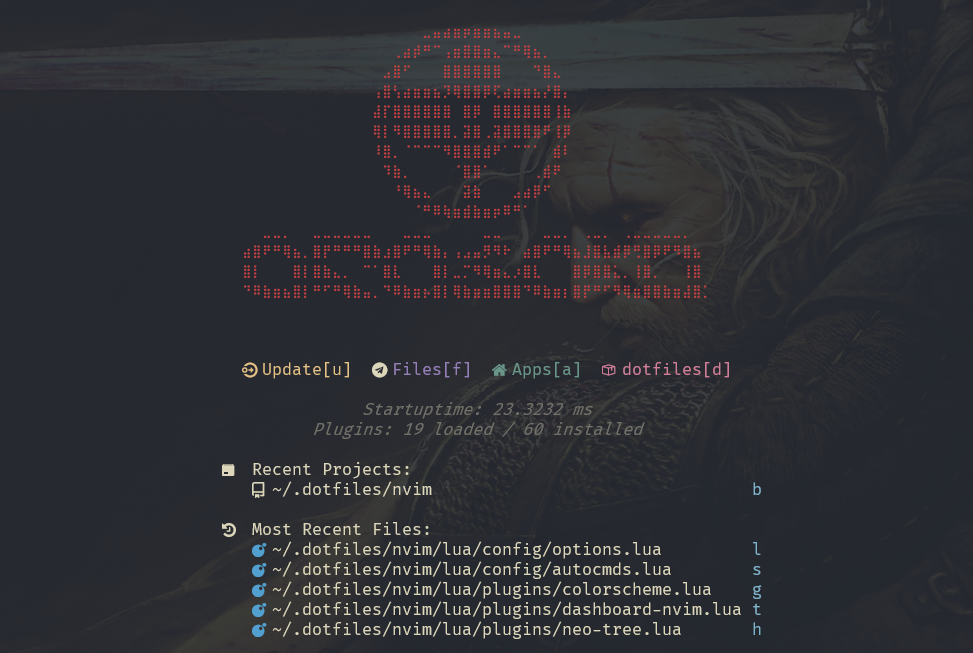 Update[u] Files[f] Apps[a] dotfiles[d]
Startuptime: 23.3232 ms
Plugins: 19 loaded / 60 installed
Recent Projects:
~/.dotfiles/nvim b
Most Recent Files:
~/.dotfiles/nvim/lua/config/options.lua l
~/.dotfiles/nvim/lua/config/autocmds.lua s
~/.dotfiles/nvim/lua/plugins/colorscheme.lua g
~/.dotfiles/nvim/lua/plugins/dashboard-nvim.lua t
~/.dotfiles/nvim/lua/plugins/neo-tree.lua h